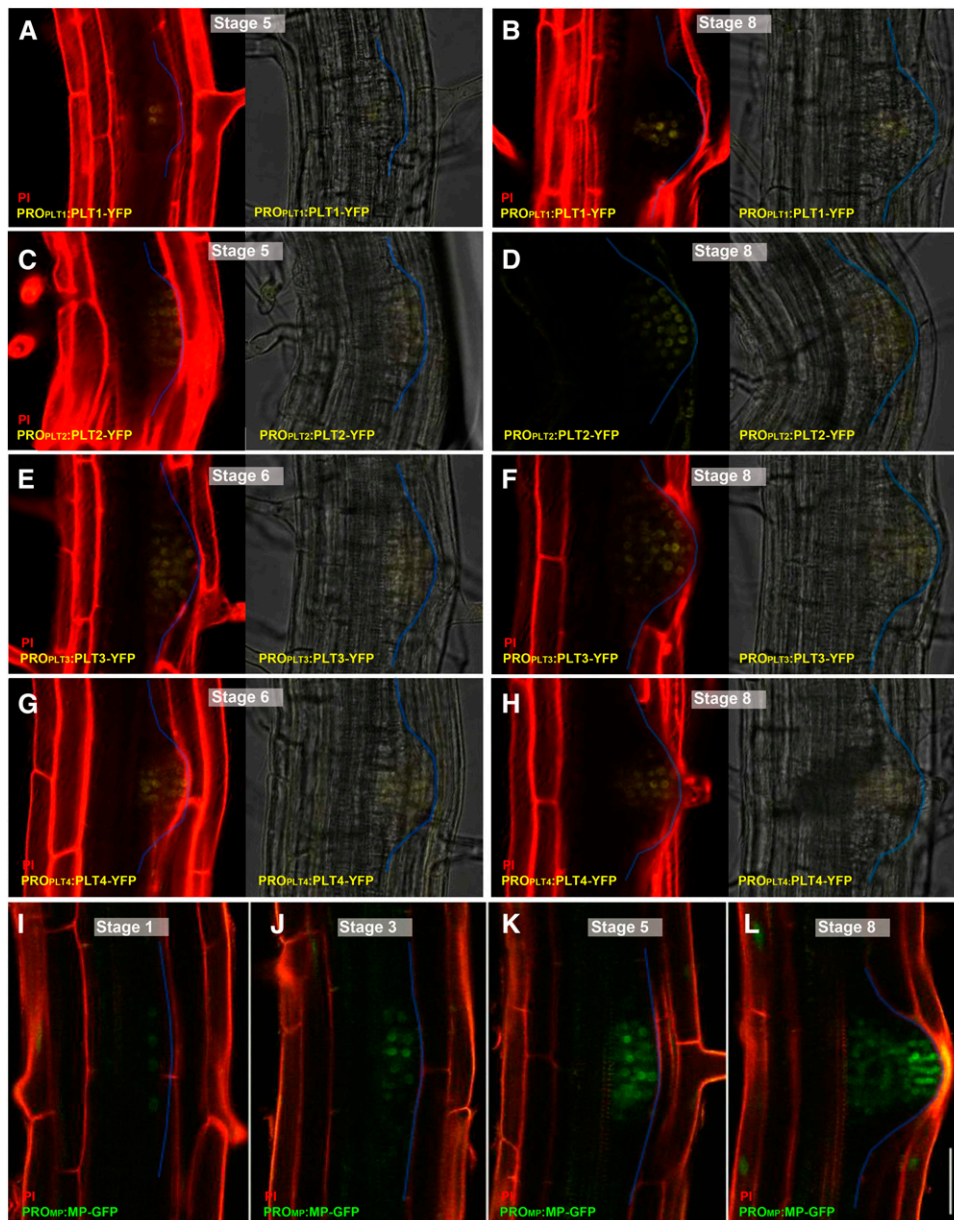 A Stage 5
PI
PROPLT1:PLT1-YFP PROPLT1:PLT1-YFP
B Stage 8
PI
PROPLT1:PLT1-YFP PROPLT1:PLT1-YFP
C Stage 5
PI
PROPLT2:PLT2-YFP PROPLT2:PLT2-YFP
D Stage 8
PROPLT2:PLT2-YFP PROPLT2:PLT2-YFP
E Stage 6
PI
PROPLT3:PLT3-YFP PROPLT3:PLT3-YFP
F Stage 8
PI
PROPLT3:PLT3-YFP PROPLT3:PLT3-YFP
G Stage 6
PI
PROPLT4:PLT4-YFP PROPLT4:PLT4-YFP
H Stage 8
PI
PROPLT4:PLT4-YFP PROPLT4:PLT4-YFP
I Stage 1
PI
PROMP:MP-GFP
J Stage 3
PI
PROMP:MP-GFP
K Stage 5
PI
PROMP:MP-GFP
L Stage 8
PI
PROMP:MP-GFP